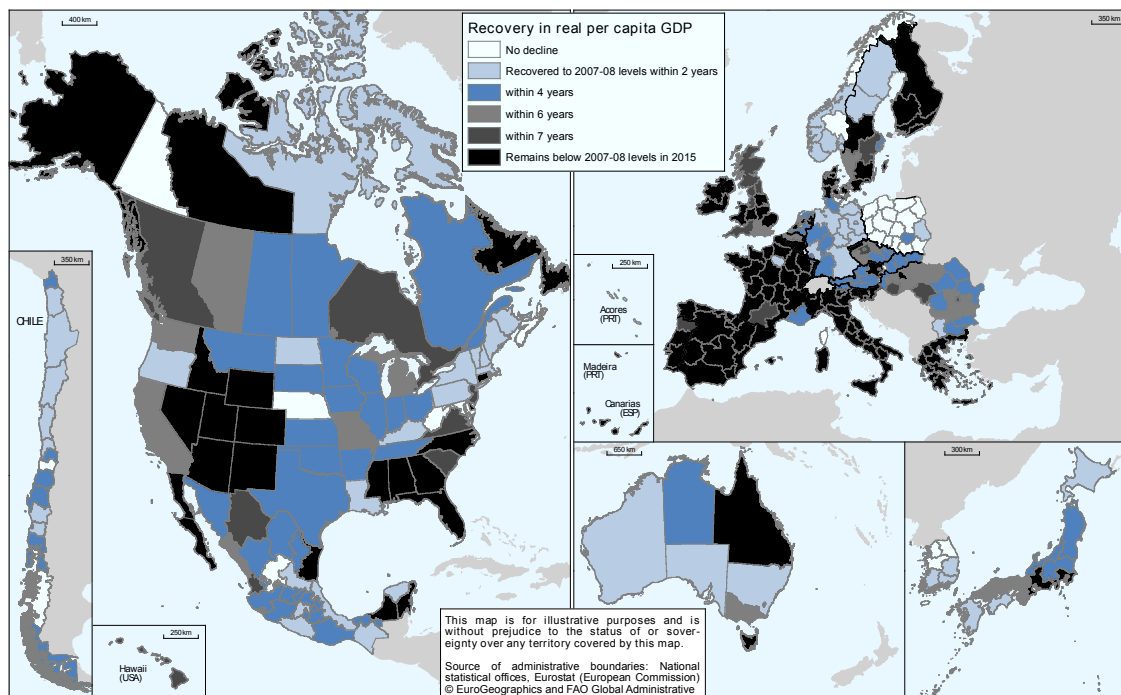 400 km
Recovery in real per capita GDP
No decline
Recovered to 2007-08 levels within 2 years
within 4 years
within 6 years
within 7 years
Remains below 2007-08 levels in 2015
350 km
350 km
CHILE
250 km
Acores
(PRT)
Madeira
(PRT)
Canarias
(ESP)
650 km
300 km
250 km
Hawaii
(USA)
This map is for illustrative purposes and is
without prejudice to the status of or sover-
eignty over any territory covered by this map.
Source of administrative boundaries: National
statistical offices, Eurostat (European Commission)
© EuroGeographics and FAO Global Administrative